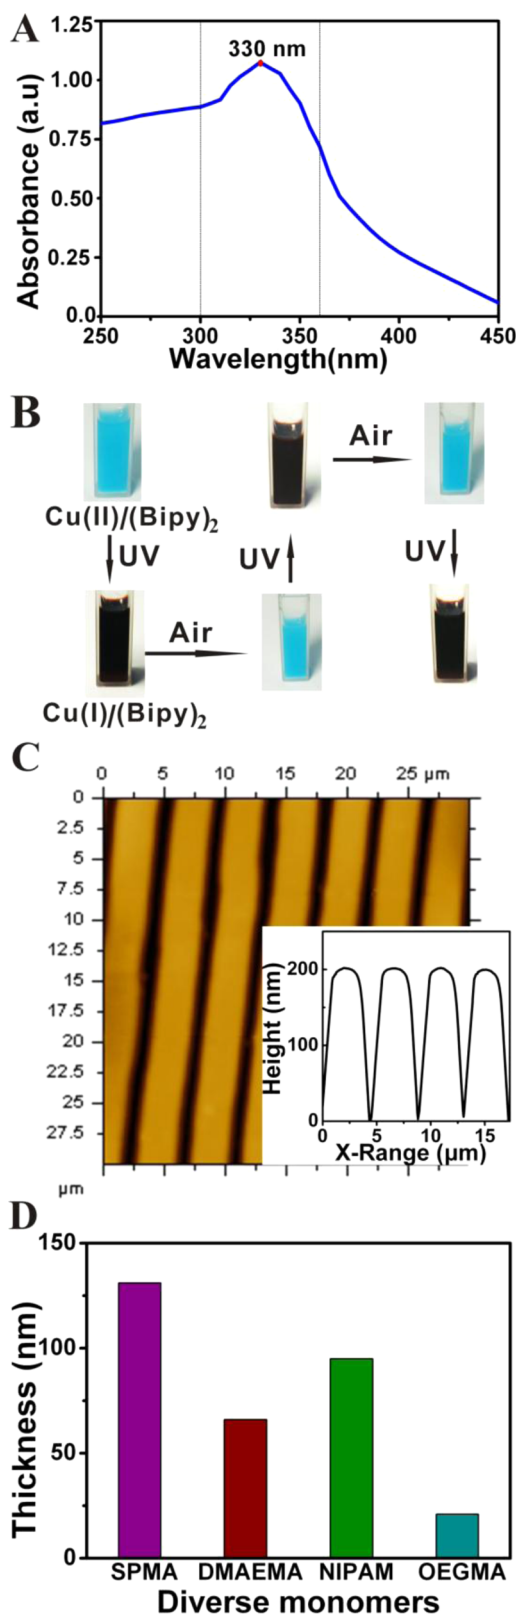 A
1.25
1.00
0.75
0.50
0.25
0.0
Absorbance (a.u)
330 nm
250 300 350 400 450
Wavelength(nm)
B
Cu(II)/(Bipy)2
UV
Cu(I)/(Bipy)2
Air
UV
Air
UV
C
0 5 10 15 20 25 µm
0
2.5
5
7.5
10
12.5
15
17.5
20
22.5
25
27.5
µm
Height (nm)
200
100
0
0 5 10 15
X-Range (µm)
D
Thickness (nm)
150
100
50
0
SPMA DMAEMA NIPAM OEGMA
Diverse monomers